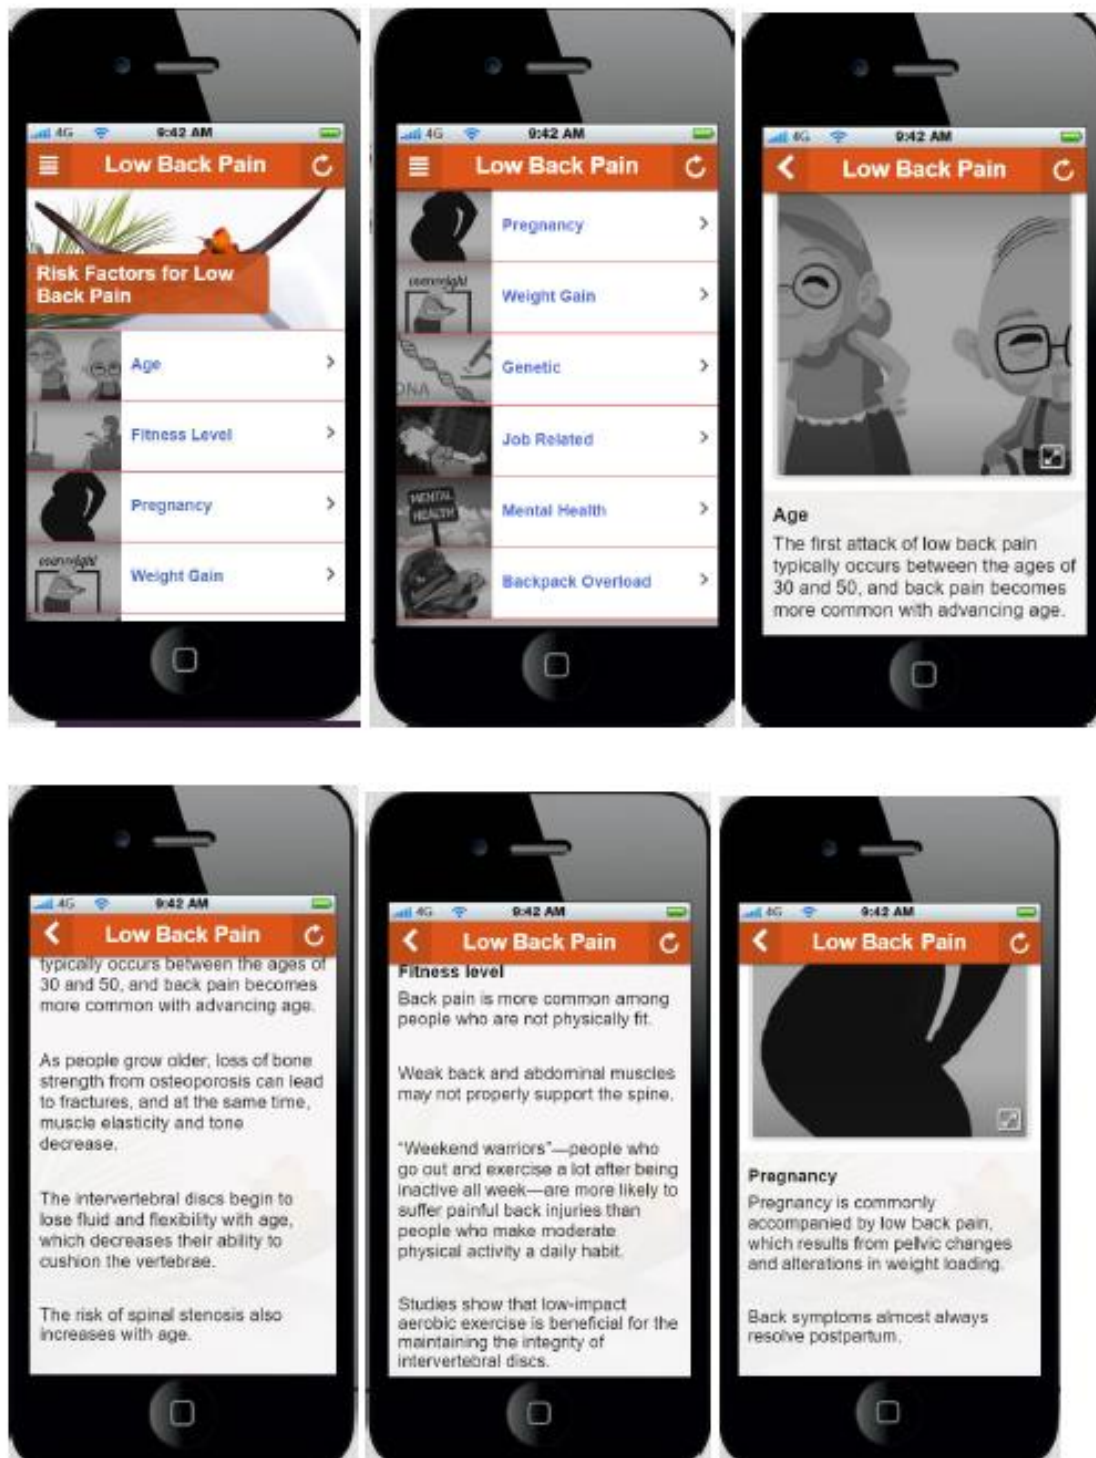 4G 9:42 AM
Low Back Pain
Risk Factors for Low
Back Pain
Age
Fitness Level
Pregnancy
overweight
Weight Gain
4G 9:42 AM
Low Back Pain
Pregnancy
overweight
Weight Gain
DNA
Genetic
Job Related
MENTAL
HEALTH
Mental Health
Backpack Overload
4G 9:42 AM
Low Back Pain
Age
The first attack of low back pain
typically occurs between the ages of
30 and 50, and back pain becomes
more common with advancing age.
4G 9:42 AM
Low Back Pain
typically occurs between the ages of
30 and 50, and back pain becomes
more common with advancing age.
As people grow older, loss of bone
strength from osteoporosis can lead
to fractures, and at the same time,
muscle elasticity and tone
decrease.
The intervertebral discs begin to
lose fluid and flexibility with age,
which decreases their ability to
cushion the vertebrae.
The risk of spinal stenosis also
increases with age.
4G 9:42 AM
Low Back Pain
Fitness level
Back pain is more common among
people who are not physically fit.
Weak back and abdominal muscles
may not properly support the spine.
“Weekend warriors”—people who
go out and exercise a lot after being
inactive all week—are more likely to
suffer painful back injuries than
people who make moderate
physical activity a daily habit.
Studies show that low-impact
aerobic exercise is beneficial for the
maintaining the integrity of
intervertebral discs.
4G 9:42 AM
Low Back Pain
Pregnancy
Pregnancy is commonly
accompanied by low back pain,
which results from pelvic changes
and alterations in weight loading.
Back symptoms almost always
resolve postpartum.